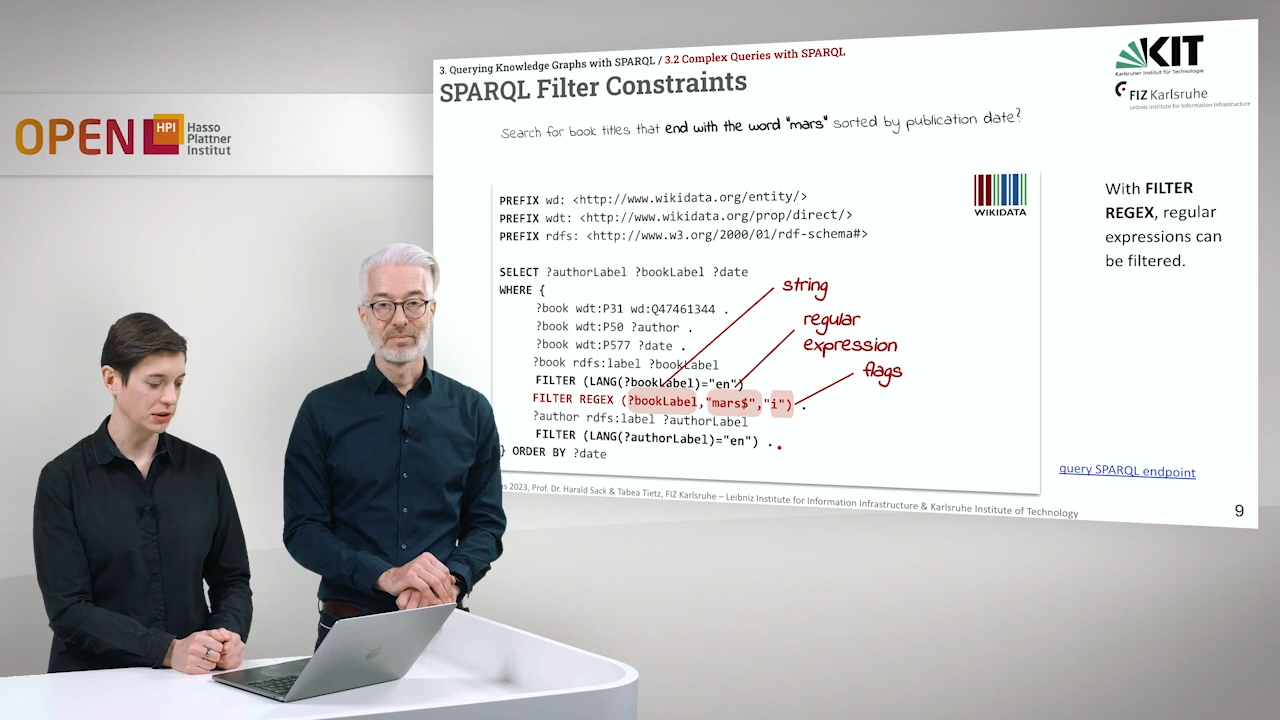 OPEN HPI Hasso
Plattner
Institut
3. Querying Knowledge Graphs with SPARQL / 3.2 Complex Queries with SPARQL
SPARQL Filter Constraints
KIT
Karlsruher Institut für Technologie
FIZ Karlsruhe
Leibniz Institute for Information Infrastructure
Search for book titles that end with the word "mars" sorted by publication date?
WIKIDATA
PREFIX wd: <http://www.wikidata.org/entity/>
PREFIX wdt: <http://www.wikidata.org/prop/direct/>
PREFIX rdfs: <http://www.w3.org/2000/01/rdf-schema#>
SELECT ?authorLabel ?bookLabel ?date
WHERE {
?book wdt:P31 wd:Q47461344 .
?book wdt:P50 ?author .
?book wdt:P577 ?date .
?book rdfs:label ?bookLabel
FILTER (LANG(?bookLabel)="en")
FILTER REGEX (?bookLabel,"mars$","i") .
?author rdfs:label ?authorLabel
FILTER (LANG(?authorLabel)="en") .
} ORDER BY ?date
string
regular
expression
flags
With FILTER
REGEX, regular
expressions can
be filtered.
query SPARQL endpoint
2023, Prof. Dr. Harald Sack & Tabea Tietz, FIZ Karlsruhe – Leibniz Institute for Information Infrastructure & Karlsruhe Institute of Technology
9